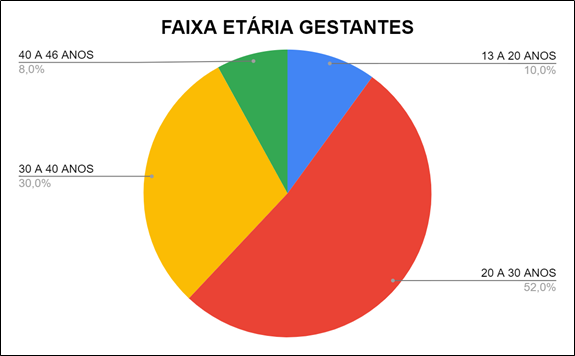 FAIXA ETÁRIA GESTANTES
40 A 46 ANOS
8,0%
13 A 20 ANOS
10,0%
30 A 40 ANOS
30,0%
20 A 30 ANOS
52,0%